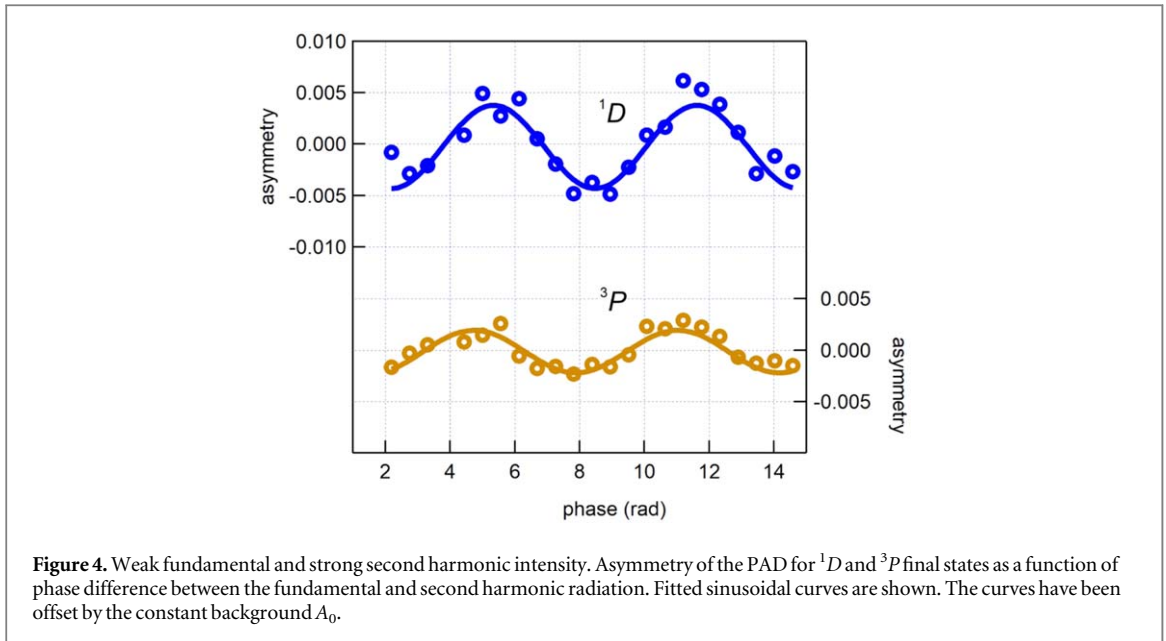 0.010
0.005
0.000
-0.005
-0.010
asymmetry
¹D
³P
0.005
0.000
-0.005
asymmetry
2 4 6 8 10 12 14
phase (rad)
Figure 4. Weak fundamental and strong second harmonic intensity. Asymmetry of the PAD for ¹D and ³P final states as a function of
phase difference between the fundamental and second harmonic radiation. Fitted sinusoidal curves are shown. The curves have been
offset by the constant background A₀.